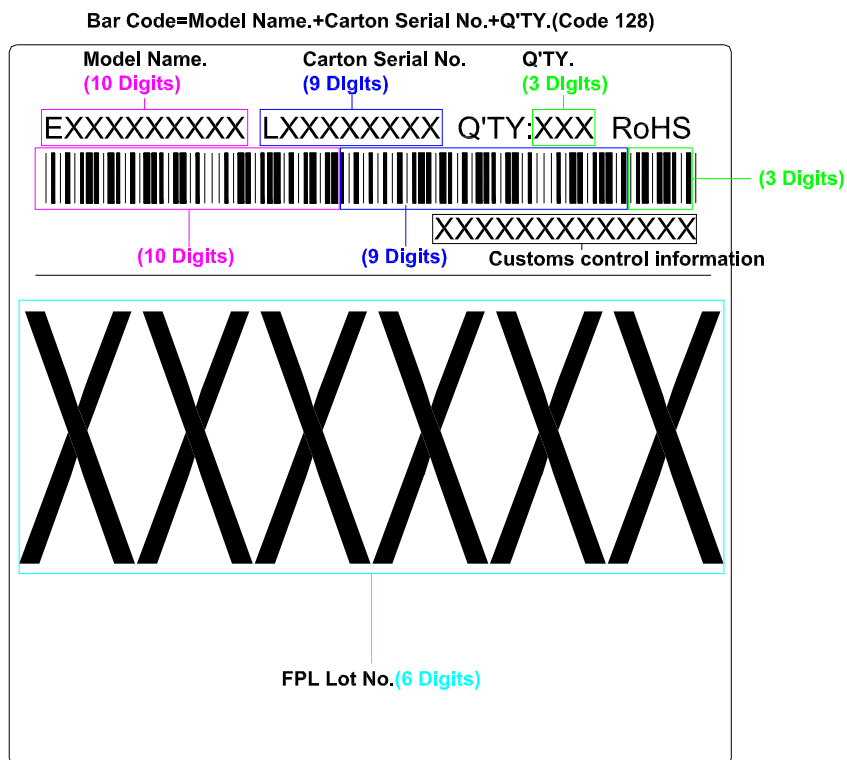 Bar Code=Model Name.+Carton Serial No.+Q'TY.(Code 128)
Model Name. Carton Serial No. Q'TY.
(10 Digits) (9 DigIts) (3 DigIts)
EXXXXXXXXX LXXXXXXXX Q'TY:XXX RoHS
(3 Digits)
XXXXXXXXXXXXX
(10 Digits) (9 Digits) Customs control information
XXXXXX
FPL Lot No.(6 Digits)